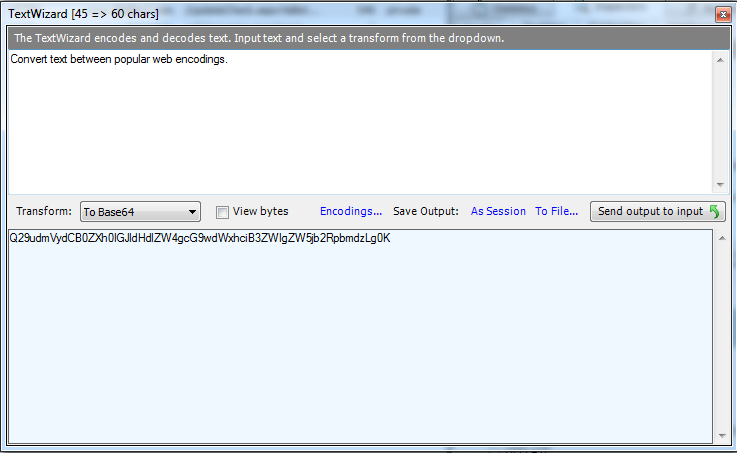 TextWizard [45 => 60 chars]
The TextWizard encodes and decodes text. Input text and select a transform from the dropdown.
Convert text between popular web encodings.
Transform: To Base64 View bytes Encodings... Save Output: As Session To File... Send output to input
Q29udmVydCB0ZXh0IGJldHdlZW4gcG9wdWxhciB3ZWIgZW5jb2RpbmdzLg0K